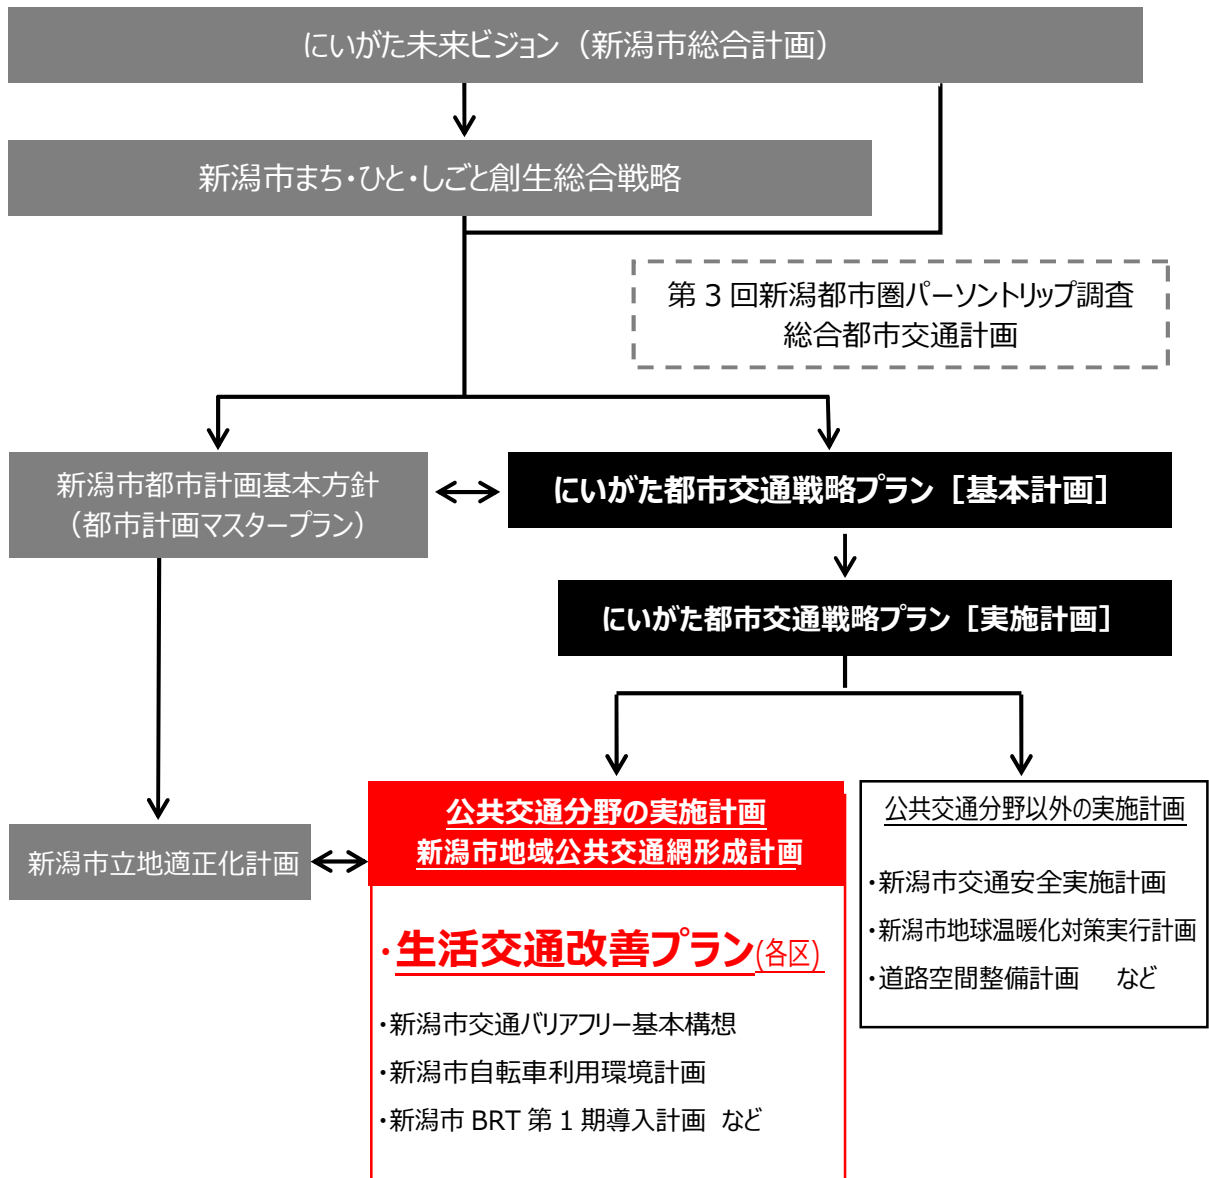 にいがた未来ビジョン（新潟市総合計画）
新潟市まち・ひと・しごと創生総合戦略
第３回新潟都市圏パーソントリップ調査
総合都市交通計画
新潟市都市計画基本方針
（都市計画マスタープラン）
にいがた都市交通戦略プラン［基本計画］
にいがた都市交通戦略プラン［実施計画］
公共交通分野の実施計画
新潟市地域公共交通網形成計画
新潟市立地適正化計画
・生活交通改善プラン(各区)
・新潟市交通バリアフリー基本構想
・新潟市自転車利用環境計画
・新潟市 BRT 第１期導入計画 など
公共交通分野以外の実施計画
・新潟市交通安全実施計画
・新潟市地球温暖化対策実行計画
・道路空間整備計画　など